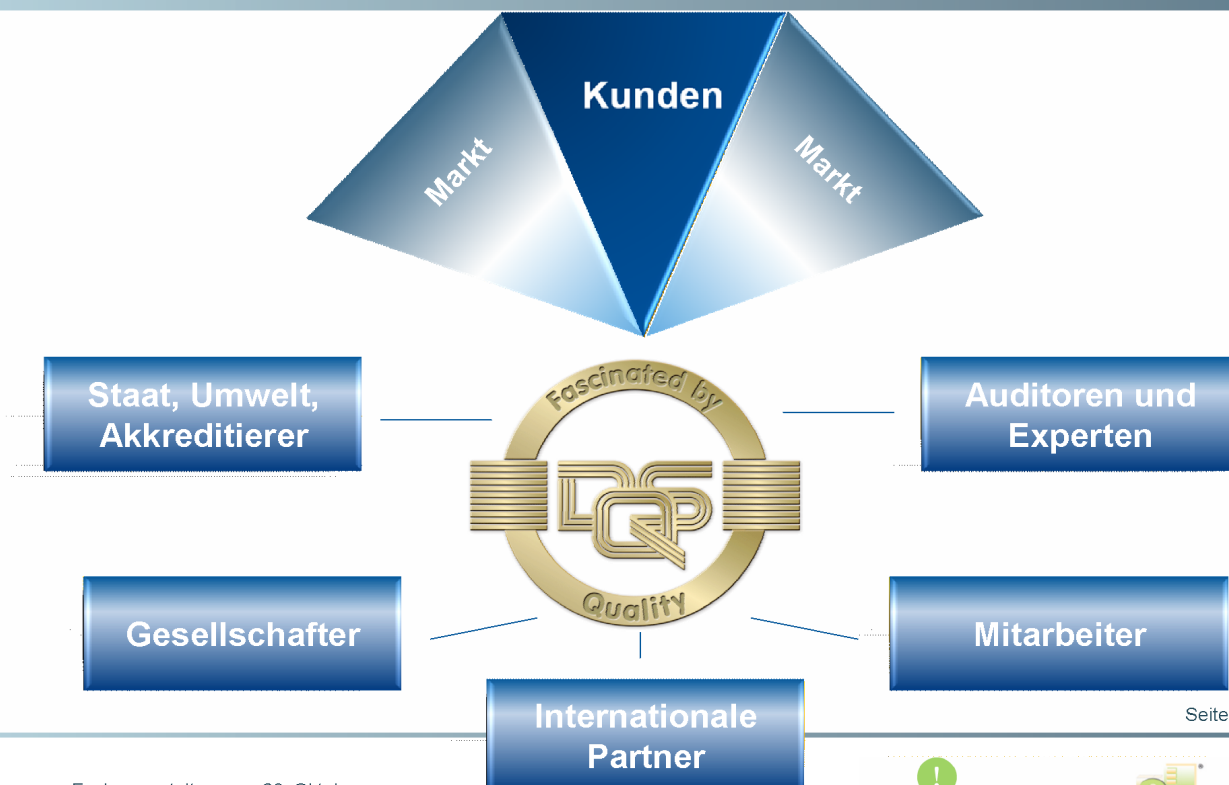 Kunden
Markt
Markt
Staat, Umwelt,
Akkreditierer
Fascinated by
DQS
Quality
Auditoren und
Experten
Gesellschafter
Mitarbeiter
Internationale
Partner
Seite